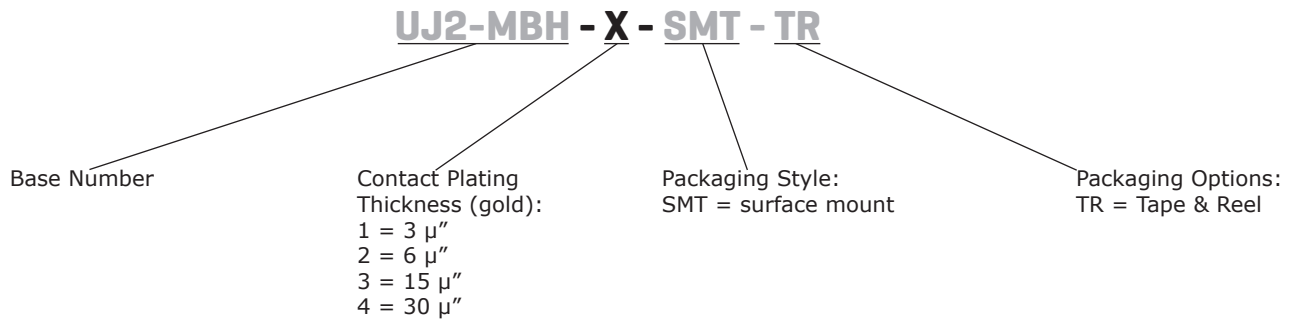 UJ2-MBH - X - SMT - TR
Base Number
Contact Plating
Thickness (gold):
1 = 3 µ"
2 = 6 µ"
3 = 15 µ"
4 = 30 µ"
Packaging Style:
SMT = surface mount
Packaging Options:
TR = Tape & Reel